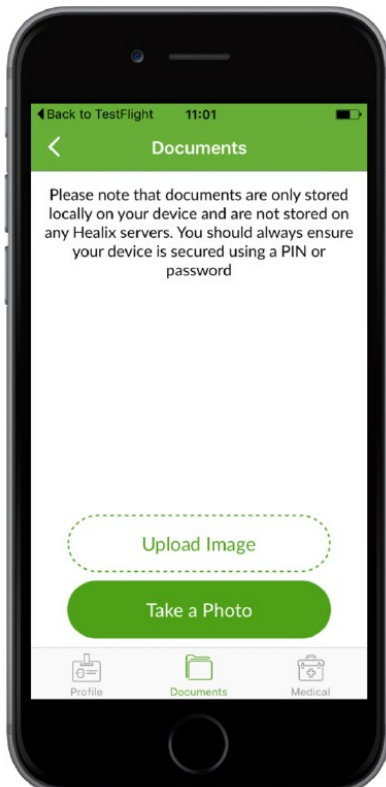 Back to TestFlight 11:01
Documents
Please note that documents are only stored
locally on your device and are not stored on
any Healix servers. You should always ensure
your device is secured using a PIN or
password
Upload Image
Take a Photo
Profile Documents Medical